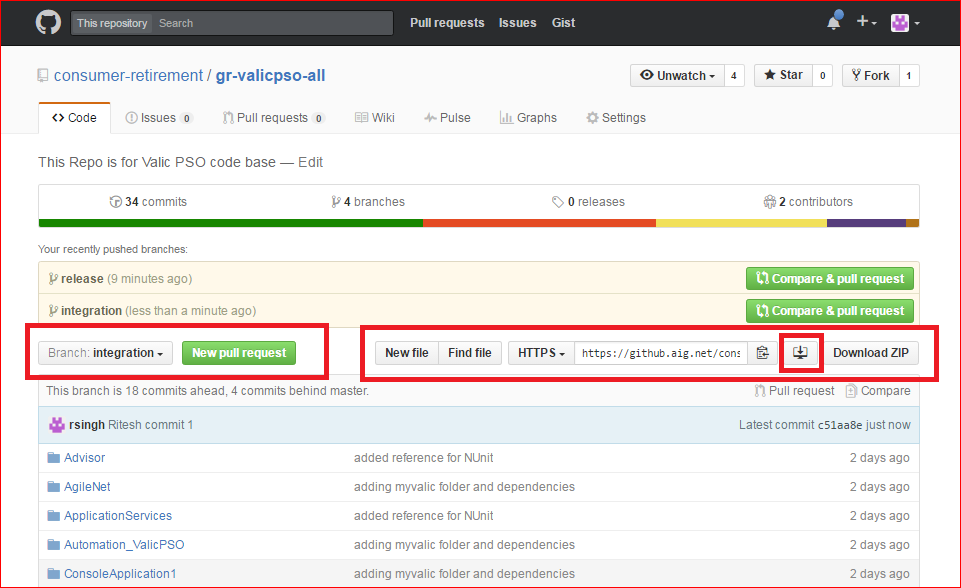 This repository Search Pull requests Issues Gist
consumer-retirement / gr-valicpso-all Unwatch 4 Star 0 Fork 1
Code Issues 0 Pull requests 0 Wiki Pulse Graphs Settings
This Repo is for Valic PSO code base — Edit
34 commits 4 branches 0 releases 2 contributors
Your recently pushed branches:
release (9 minutes ago) Compare & pull request
integration (less than a minute ago) Compare & pull request
Branch: integration New pull request New file Find file HTTPS https://github.aig.net/cons Download ZIP
This branch is 18 commits ahead, 4 commits behind master. Pull request Compare
rsingh Ritesh commit 1 Latest commit c51aa8e just now
Advisor added reference for NUnit 2 days ago
AgileNet adding myvalic folder and dependencies 2 days ago
ApplicationServices added reference for NUnit 2 days ago
Automation_ValicPSO adding myvalic folder and dependencies 2 days ago
ConsoleApplication1 adding myvalic folder and dependencies 2 days ago